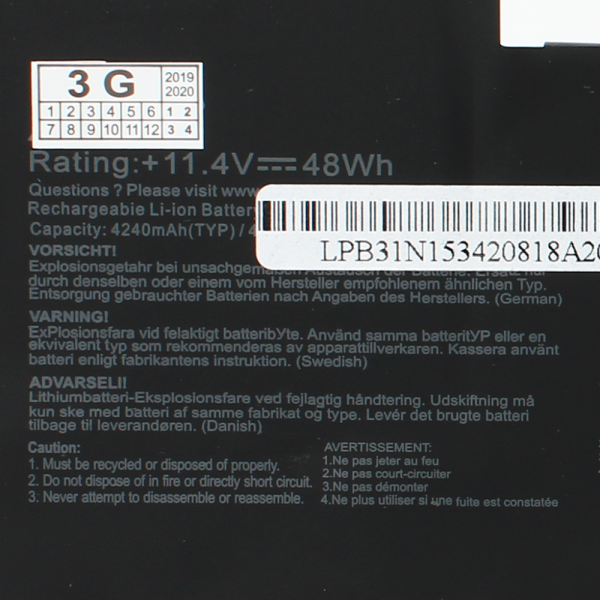 3 G 2019
2020
1 2 3 4 5 6 1 2
7 8 9 10 11 12 3 4
Rating:+11.4V⎓48Wh
Questions ? Please visit www
Rechargeable Li-ion Batter
Capacity: 4240mAh(TYP) / 4
LPB31N153420818A20
VORSICHT!
Explosionsgetahr bei unsachgemaßen Austausch der Batterie. Ersatz nur
durch denselben oder einem vom Hersteller empfohlenem ähnlichen Typ.
Entsorgung gebrauchter Batterien nach Angaben des Herstellers. (German)
VARNING!
ExPlosionsfara vid felaktigt batteribYte. Använd samma batteritYP eller en
ekvivalent typ som rekommenderas av apparattillverkaren. Kassera använt
batteri enligt fabrikantens instruktion. (Swedish)
ADVARSELI!
Lithiumbatteri-Eksplosionsfare ved fejlagtig håndtering. Udskiftning må
kun ske med batteri af samme fabrikat og type. Levér det brugte batteri
tilbage til leverandøren. (Danish)
Caution:
1. Must be recycled or disposed of properly.
2. Do not dispose of in fire or directly short circuit.
3. Never attempt to disassemble or reassemble.
AVERTISSEMENT:
1.Ne pas jeter au feu
2.Ne pas court-circuiter
3.Ne pas démonter
4.Ne plus utiliser si une fuite est constatée